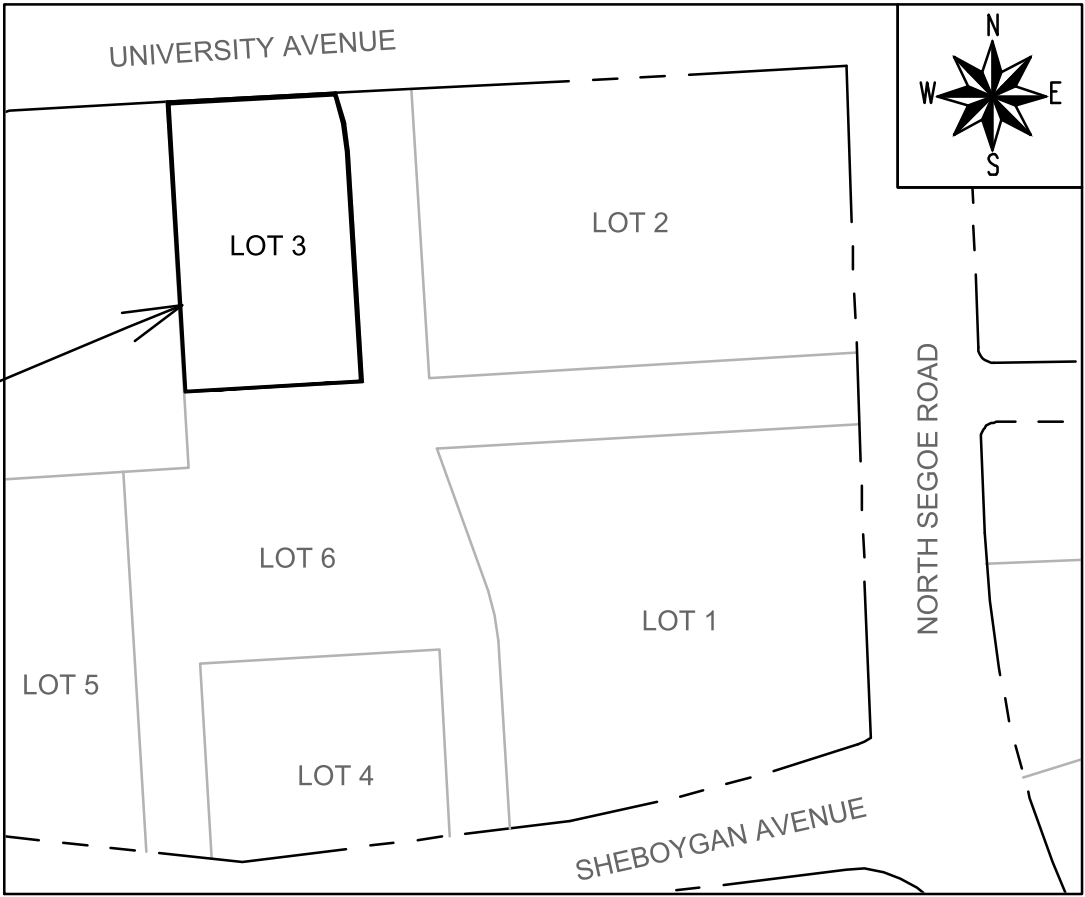 UNIVERSITY AVENUE
N
W
E
S
LOT 3
LOT 2
NORTH SEGOE ROAD
LOT 6
LOT 1
LOT 5
LOT 4
SHEBOYGAN AVENUE